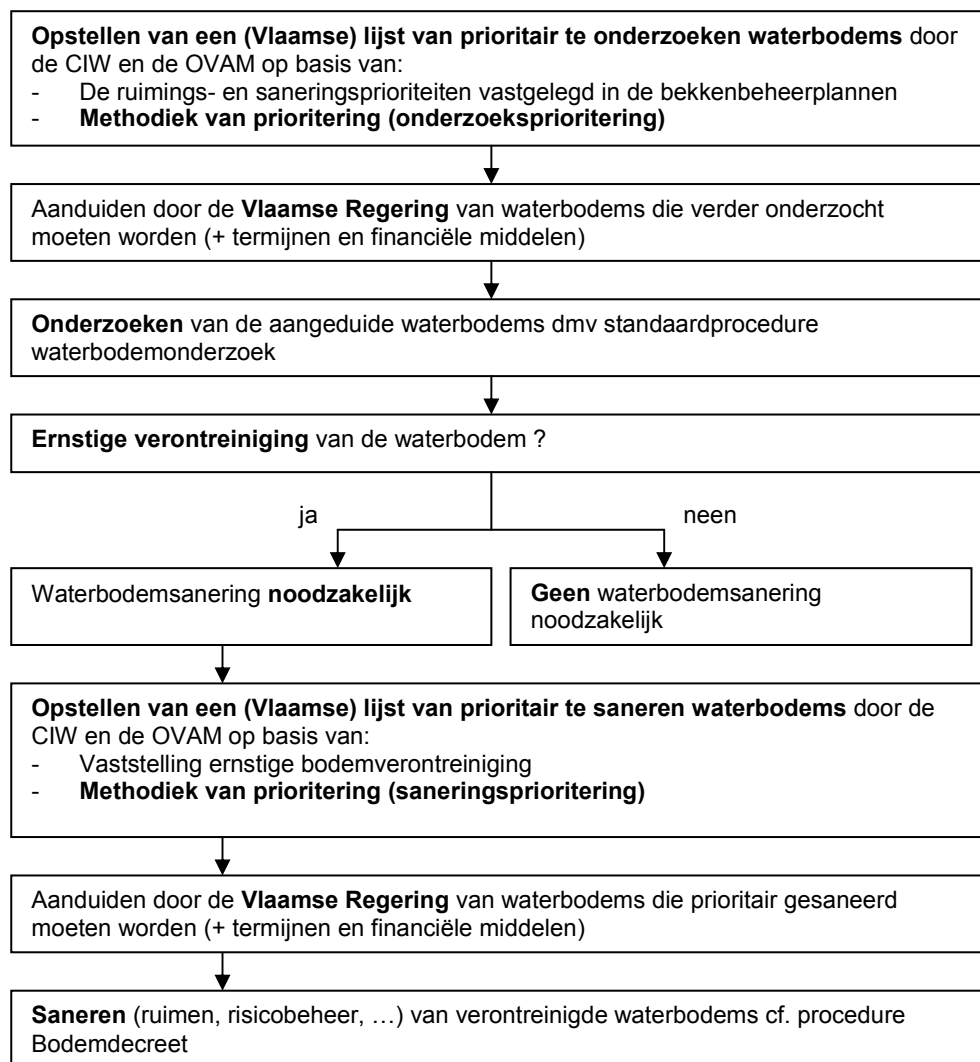 Opstellen van een (Vlaamse) lijst van prioritair te onderzoeken waterbodems door
de CIW en de OVAM op basis van:
- De ruimings- en saneringsprioriteiten vastgelegd in de bekkenbeheerplannen
- Methodiek van prioritering (onderzoeksprioritering)
Aanduiden door de Vlaamse Regering van waterbodems die verder onderzocht
moeten worden (+ termijnen en financiële middelen)
Onderzoeken van de aangeduide waterbodems dmv standaardprocedure
waterbodemonderzoek
Ernstige verontreiniging van de waterbodem ?
ja
neen
Waterbodemsanering noodzakelijk
Geen waterbodemsanering
noodzakelijk
Opstellen van een (Vlaamse) lijst van prioritair te saneren waterbodems door de
CIW en de OVAM op basis van:
- Vaststelling ernstige bodemverontreiniging
- Methodiek van prioritering (saneringsprioritering)
Aanduiden door de Vlaamse Regering van waterbodems die prioritair gesaneerd
moeten worden (+ termijnen en financiële middelen)
Saneren (ruimen, risicobeheer, …) van verontreinigde waterbodems cf. procedure
Bodemdecreet